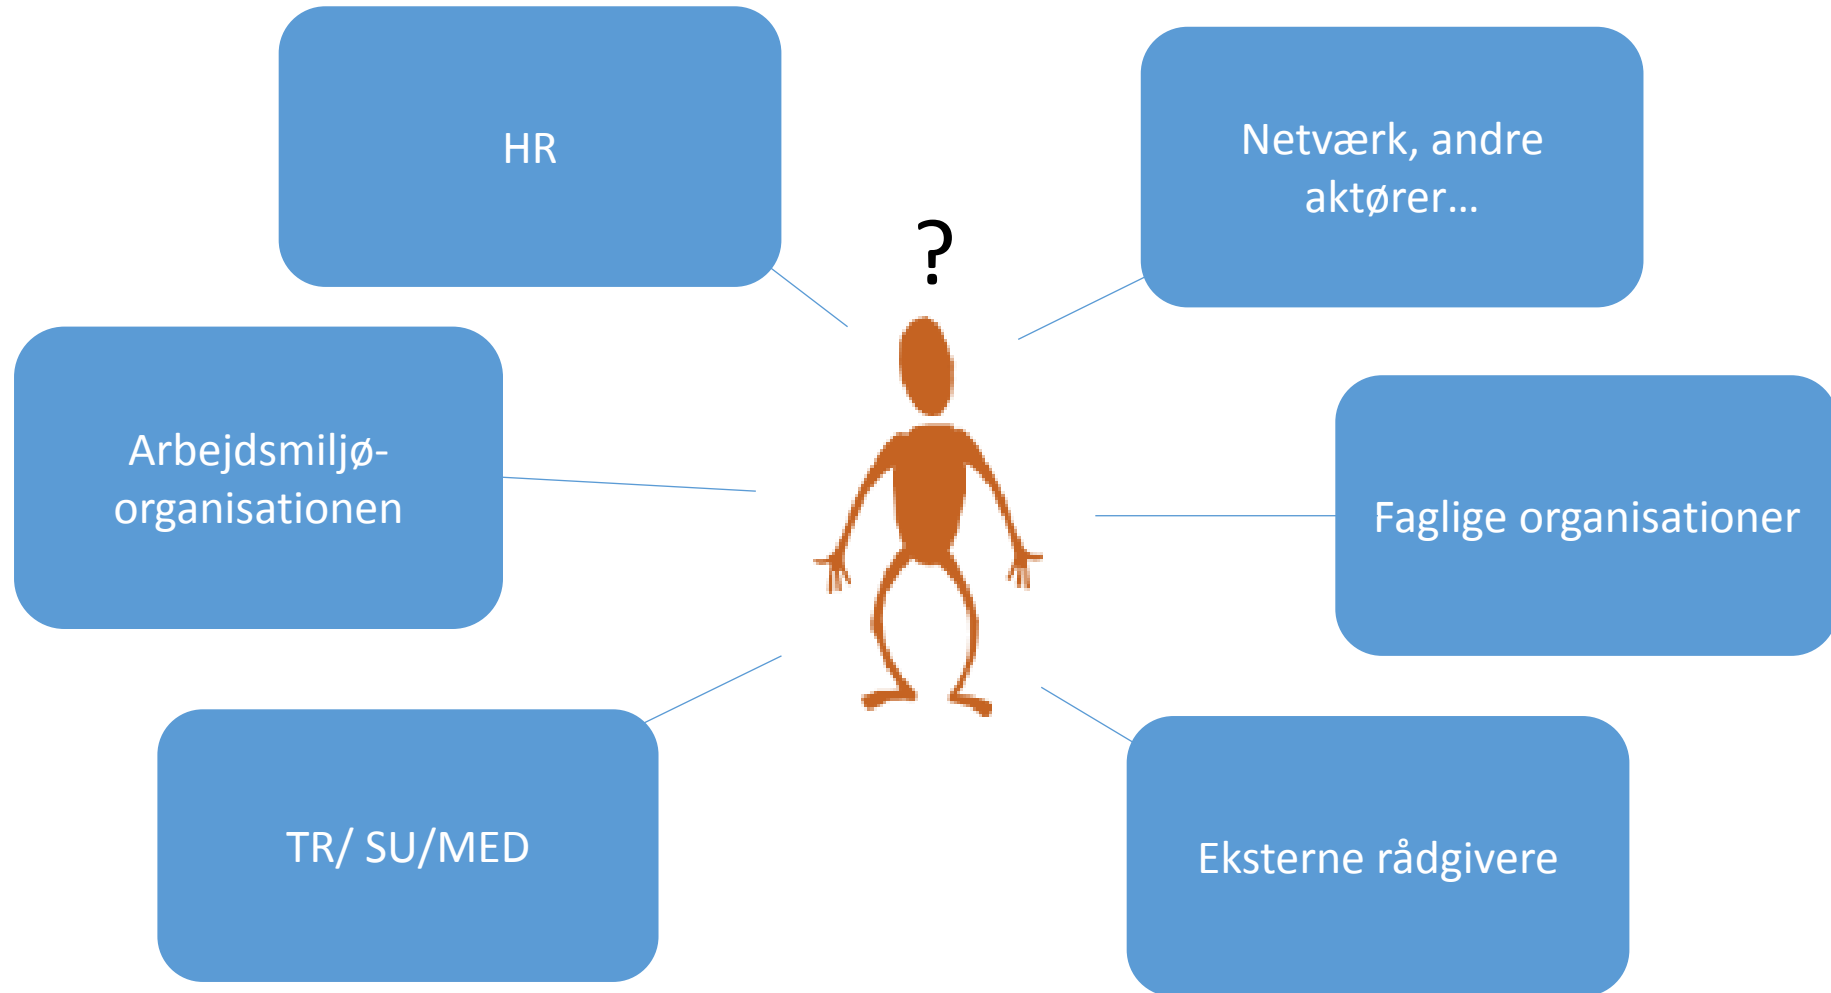 HR
Netværk, andre
aktører...
?
Arbejdsmiljø-
organisationen
Faglige organisationer
TR/ SU/MED
Eksterne rådgivere